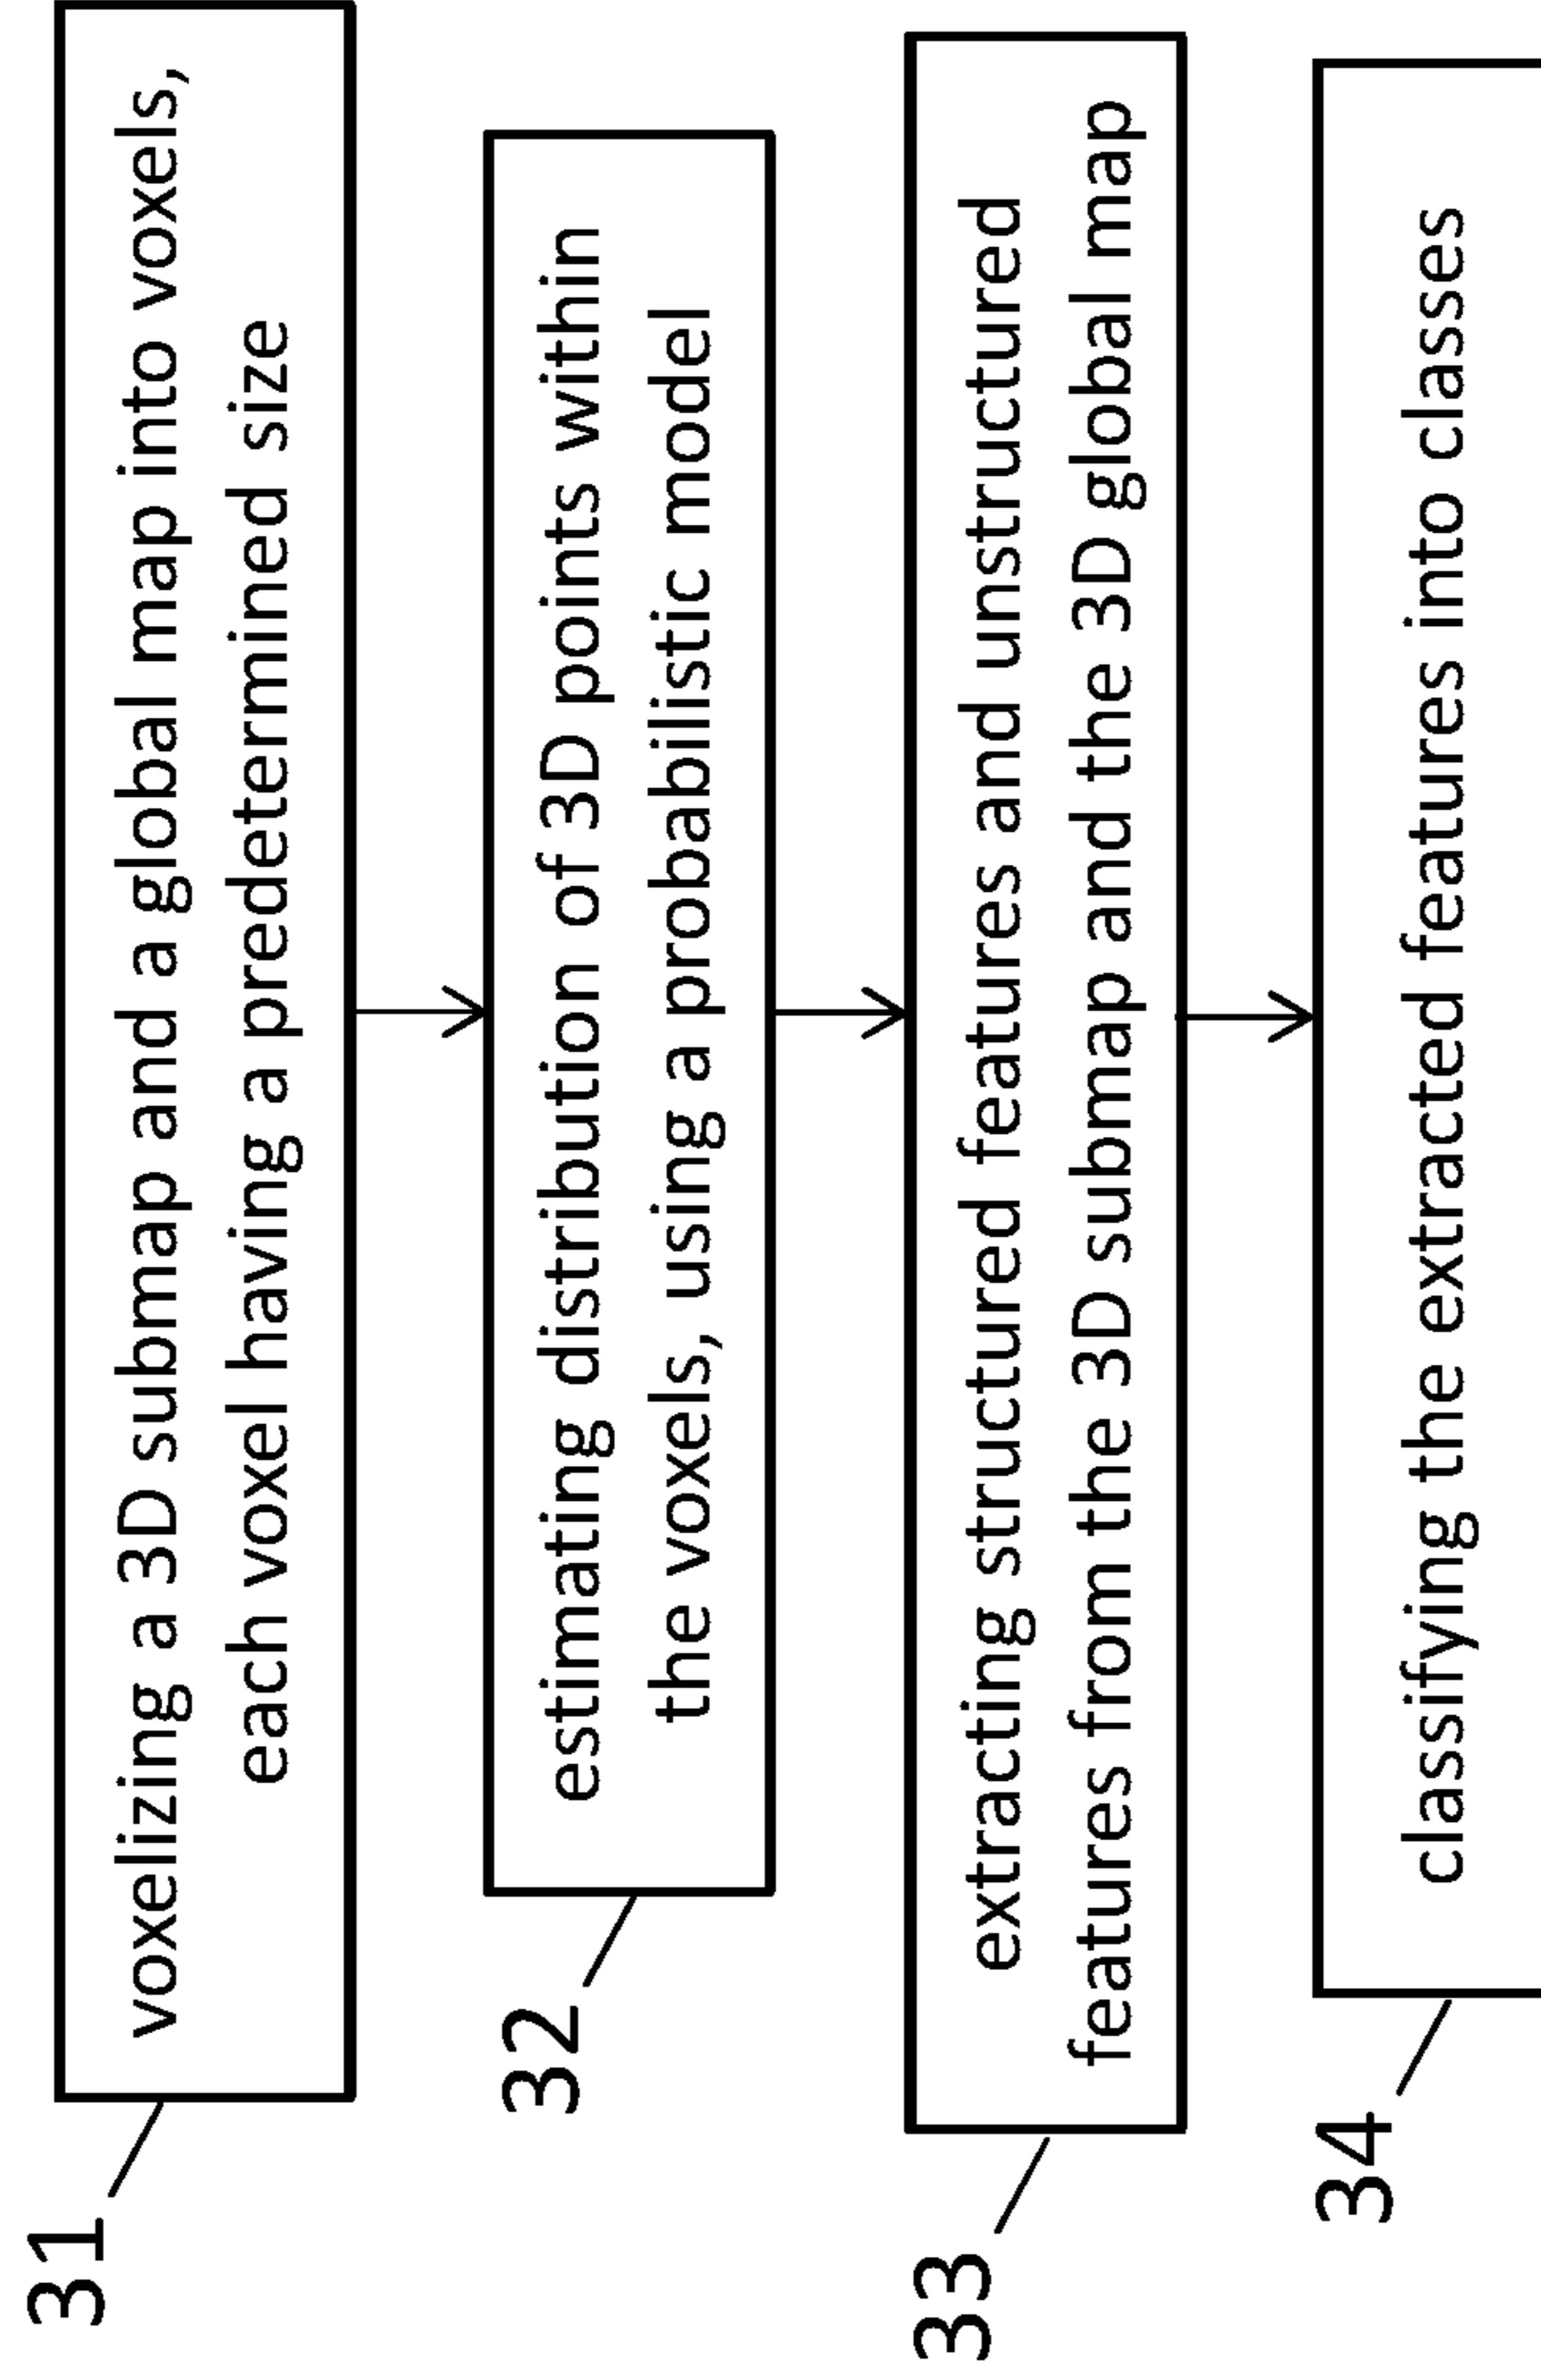 31
voxelizing a 3D submap and a global map into voxels,
each voxel having a predetermined size
32
estimating distribution of 3D points within
the voxels, using a probabilistic model
33
extracting structured features and unstructured
features from the 3D submap and the 3D global map
34
classifying the extracted features into classes